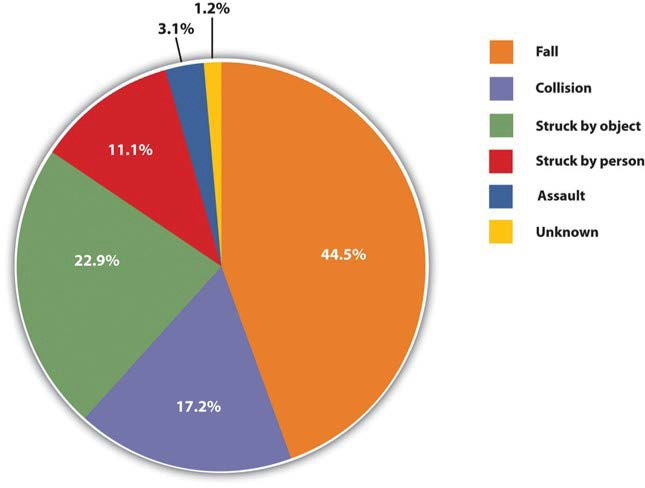 1.2%
3.1%
11.1%
44.5%
22.9%
17.2%
Fall
Collision
Struck by object
Struck by person
Assault
Unknown